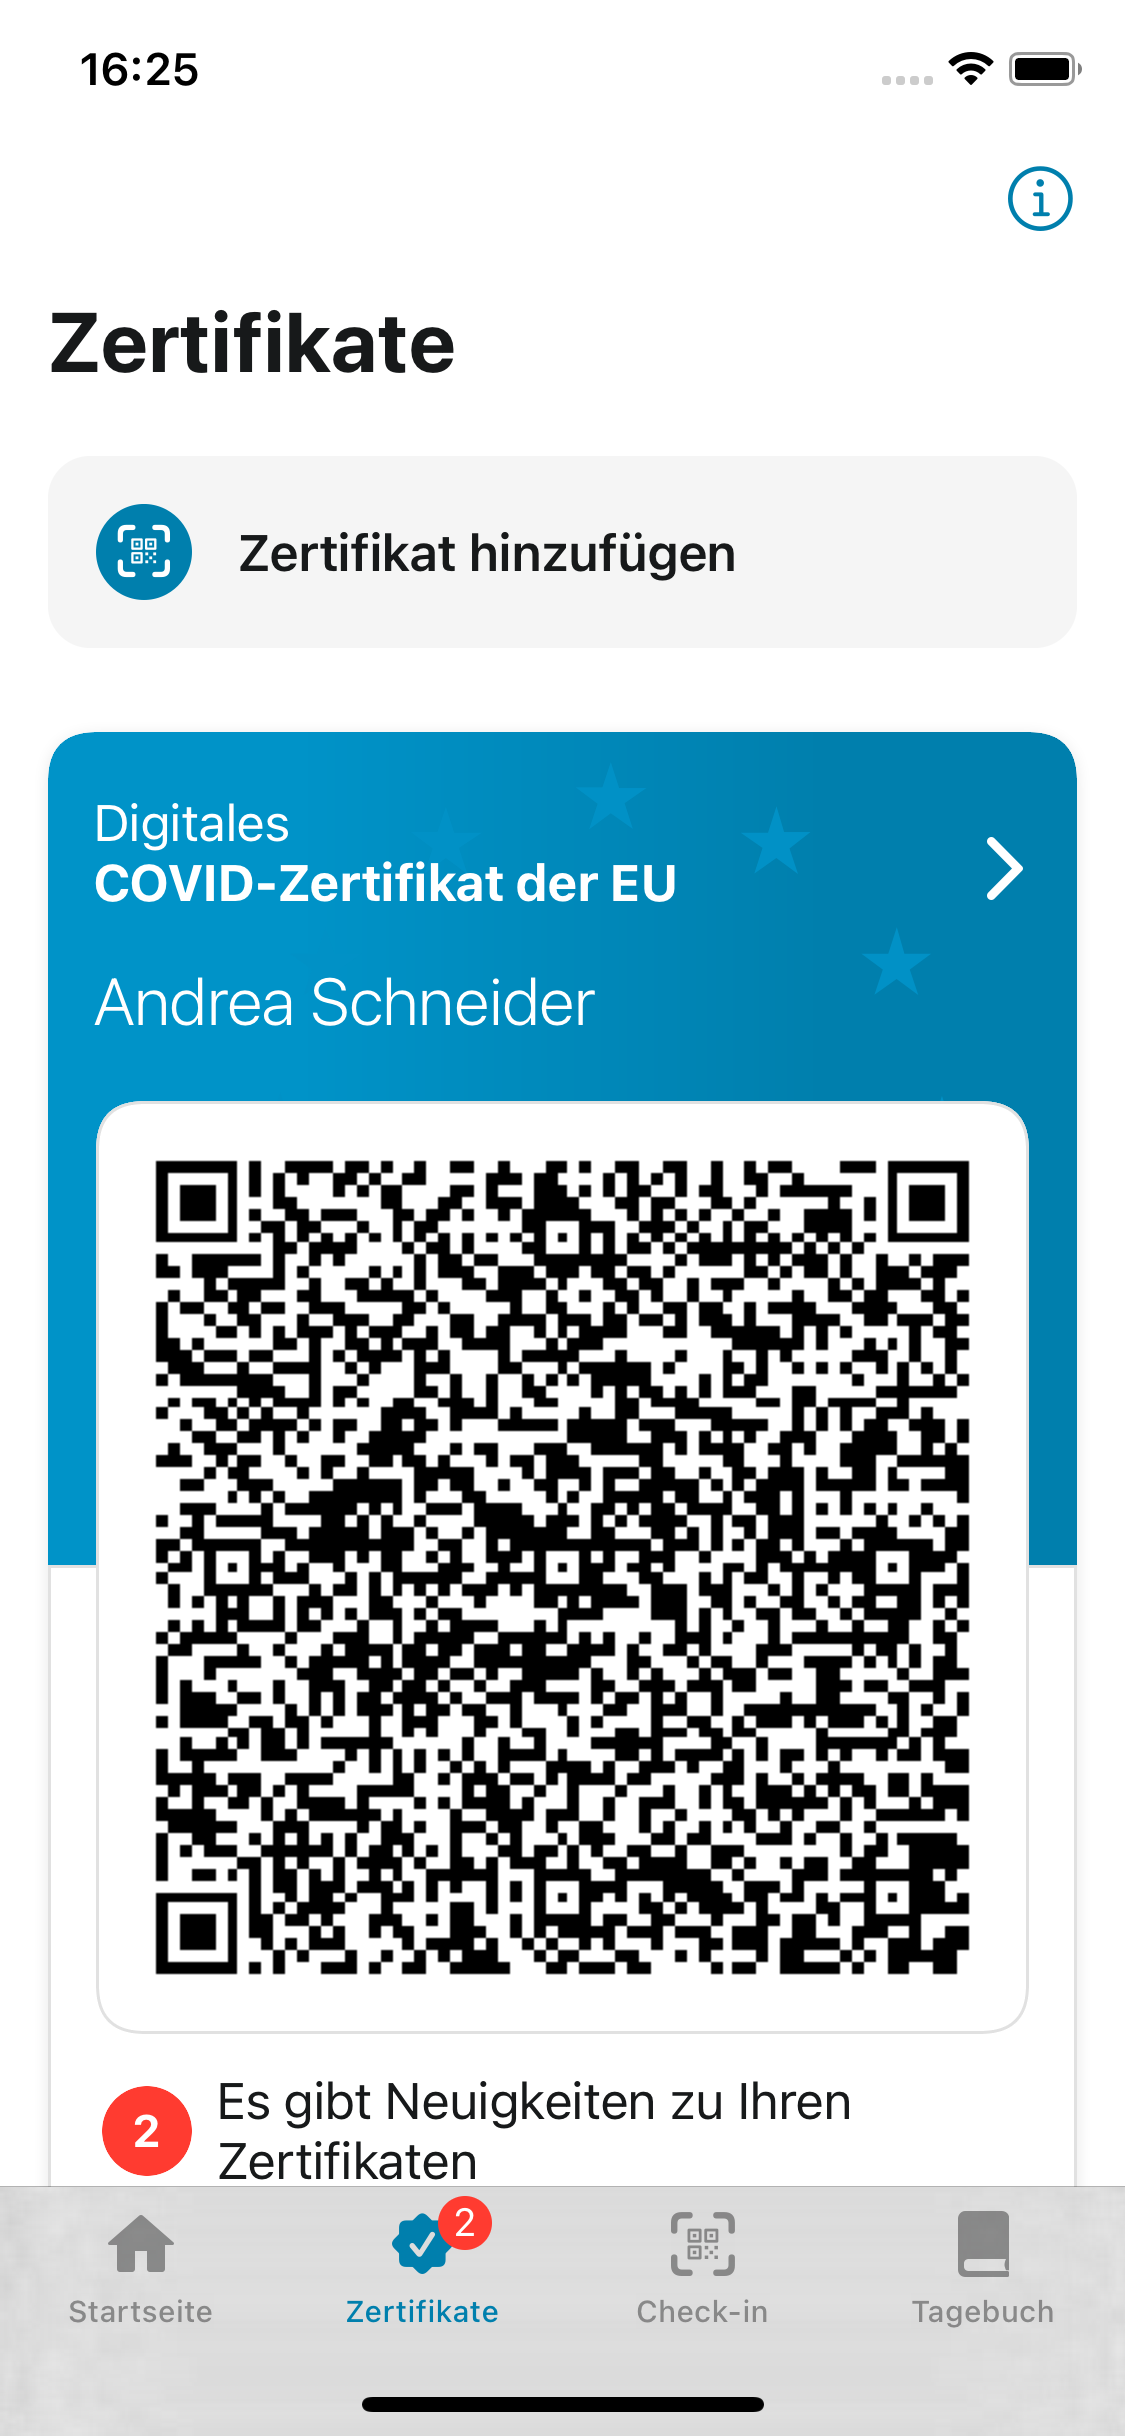 16:25
Zertifikate
Zertifikat hinzufügen
Digitales
COVID-Zertifikat der EU
Andrea Schneider
2
Es gibt Neuigkeiten zu Ihren
Zertifikaten
2
Startseite
Zertifikate
Check-in
Tagebuch